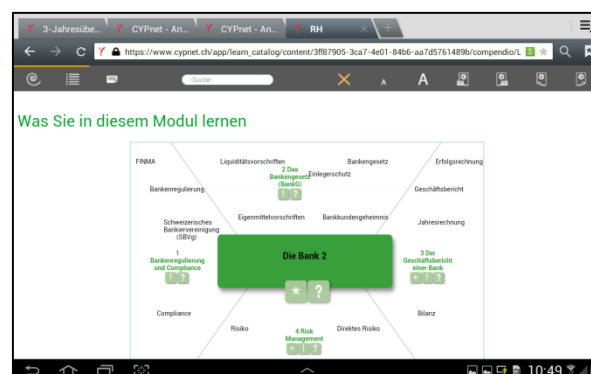 3-Jahresübe...
CYPnet - An...
CYPnet - An...
RH
https://www.cypnet.ch/app/learn_catalog/content/3ff87905-3ca7-4e01-84b6-aa7d5761489b/compendio/L
-Suche-
A
A
Was Sie in diesem Modul lernen
FINMA
Liquiditätsvorschriften
Bankengesetz
Erfolgsrechnung
2 Das
Bankengesetz
(BankG)
! ?
Einlegerschutz
Bankenregulierung
Geschäftsbericht
Schweizerisches
Bankiervereinigung
(SBVg)
Eigenmittelvorschriften
Bankkundengeheimnis
Jahresrechnung
1
Bankenregulierung
und Compliance
! ?
Die Bank 2
* ?
3 Der
Geschäftsbericht
einer Bank
* ! ?
Compliance
Bilanz
Risiko
4 Risk
Management
* ! ?
Direktes Risiko
10:49